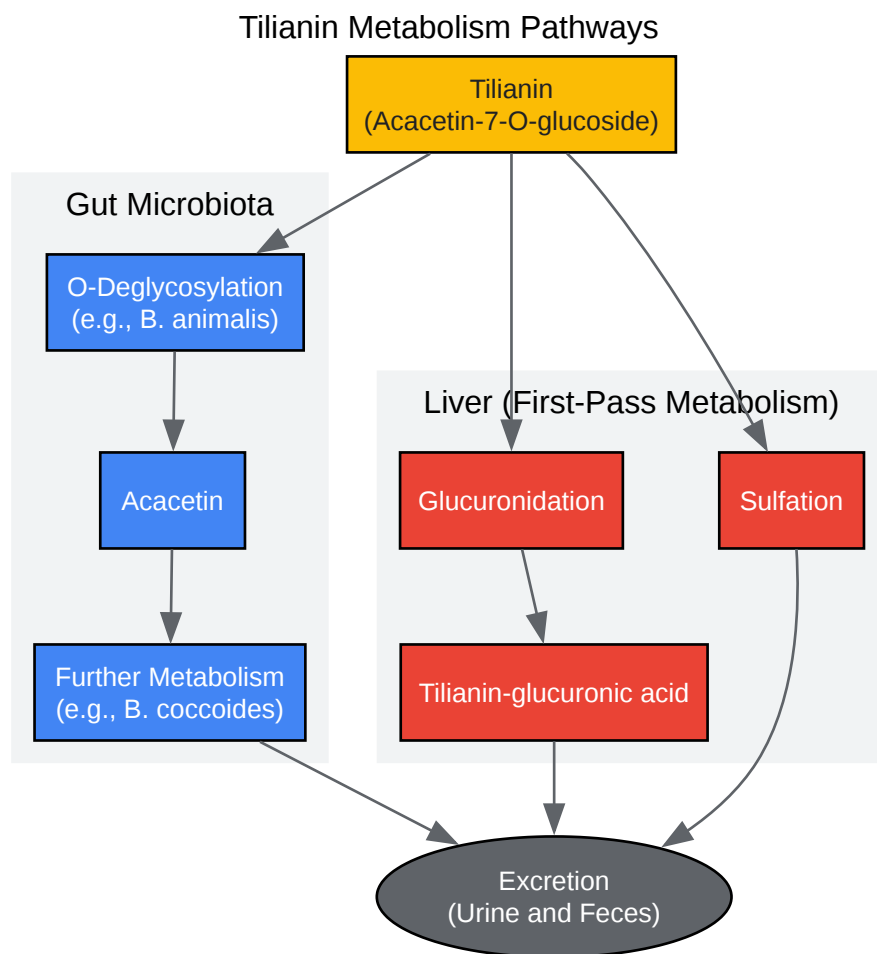 Tilianin Metabolism Pathways
Tilianin
(Acacetin-7-O-glucoside)
Gut Microbiota
O-Deglycosylation
(e.g., B. animalis)
Acacetin
Further Metabolism
(e.g., B. coccoides)
Liver (First-Pass Metabolism)
Glucuronidation
Sulfation
Tilianin-glucuronic acid
Excretion
(Urine and Feces)